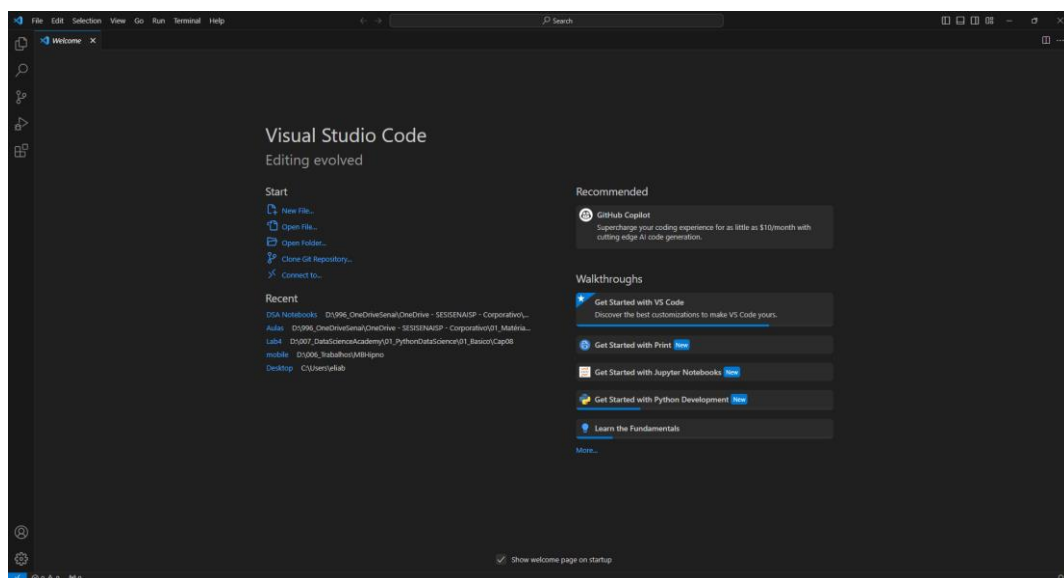 File Edit Selection View Go Run Terminal Help
Search
Welcome
Visual Studio Code
Editing evolved
Start
New File...
Open File...
Open Folder...
Clone Git Repository...
Connect to...
Recent
DSA Notebooks D:\996_OneDriveSenai\OneDrive - SESISENAISP - Corporativo\...
Aulas D:\996_OneDriveSenai\OneDrive - SESISENAISP - Corporativo\01_Matéria...
Lab4 D:\007_DataScienceAcademy\01_PythonDataScience\01_Basico\Cap08
mobile D:\006_Trabalhos\MBHipno
Desktop C:\Users\eliab
Recommended
GitHub Copilot
Supercharge your coding experience for as little as $10/month with
cutting edge AI code generation.
Walkthroughs
Get Started with VS Code
Discover the best customizations to make VS Code yours.
Get Started with Print New
Get Started with Jupyter Notebooks New
Get Started with Python Development New
Learn the Fundamentals
More...
Show welcome page on startup